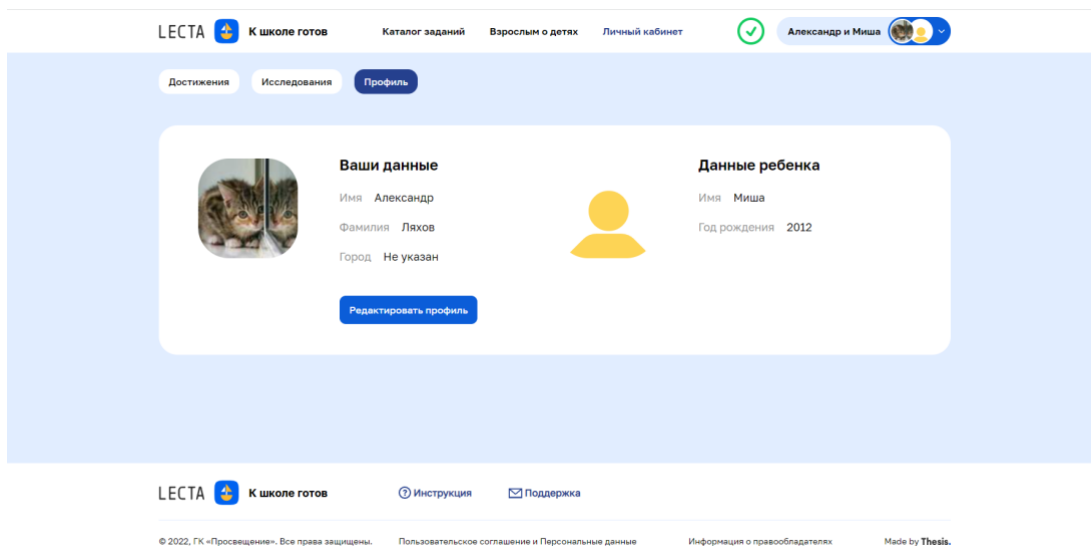 LECTA К школе готов Каталог заданий Взрослым о детях Личный кабинет Александр и Миша
Достижения Исследования Профиль
Ваши данные
Имя Александр
Фамилия Ляхов
Город Не указан
Редактировать профиль
Данные ребенка
Имя Миша
Год рождения 2012
LECTA К школе готов Инструкция Поддержка
© 2022, ГК «Просвещение». Все права защищены. Пользовательское соглашение и Персональные данные Информация о правообладателях Made by Thesis.